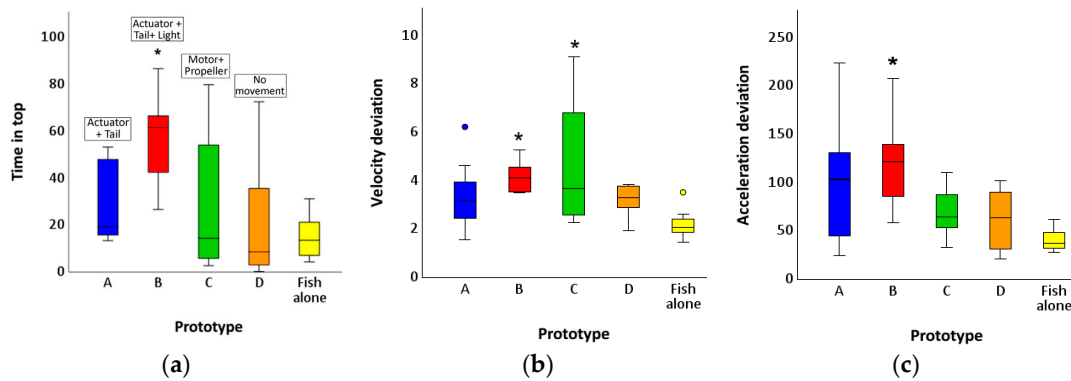 Time in top
100
80
60
40
20
0
Actuator
+ Tail
Actuator +
Tail+ Light
*
Motor+
Propeller
No
movement
A B C D Fish
alone
Prototype
(a)
Velocity deviation
10
8
6
4
2
0
*
*
A B C D Fish
alone
Prototype
(b)
Acceleration deviation
250
200
150
100
50
0
*
A B C D Fish
alone
Prototype
(c)